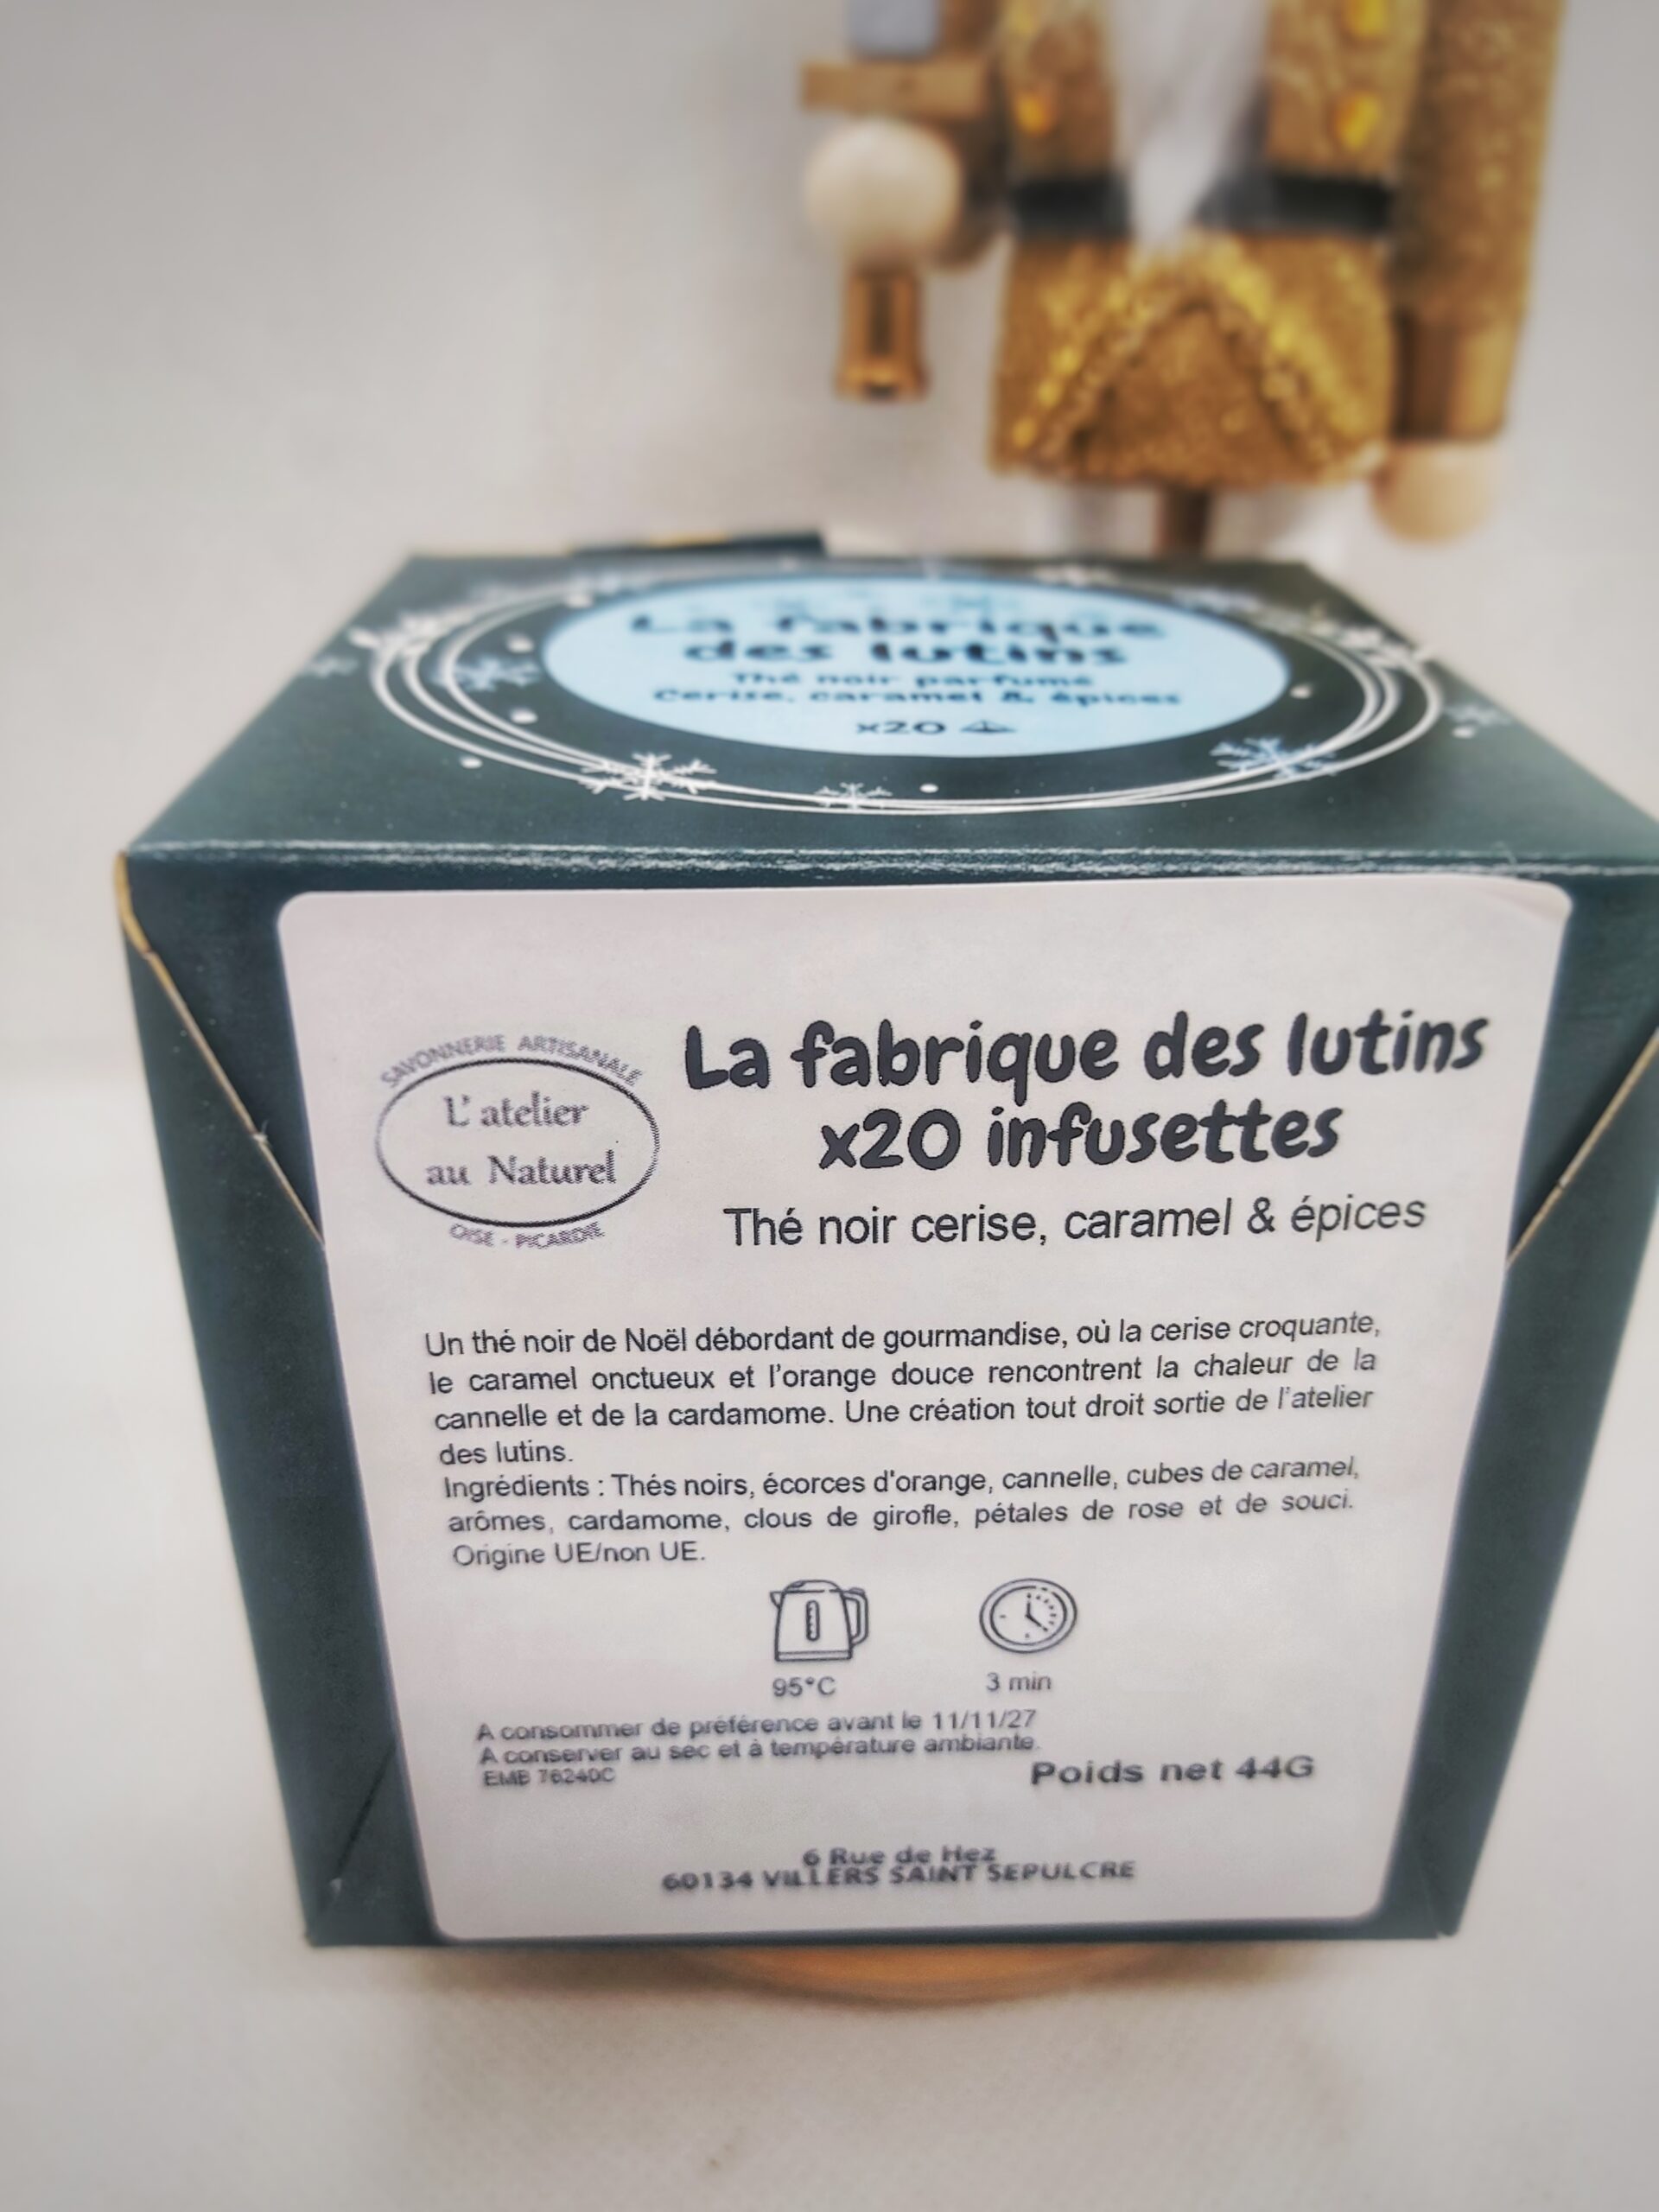 La fabrique
des lutins
Thé noir parfumé
Cerise, caramel & épices
x20
SAVONNERIE ARTISANALE
L'atelier
au Naturel
OISE - PICARDIE
La fabrique des lutins
x20 infusettes
Thé noir cerise, caramel & épices
Un thé noir de Noël débordant de gourmandise, où la cerise croquante,
le caramel onctueux et l'orange douce rencontrent la chaleur de la
cannelle et de la cardamome. Une création tout droit sortie de l'atelier
des lutins.
Ingrédients : Thés noirs, écorces d'orange, cannelle, cubes de caramel,
arômes, cardamome, clous de girofle, pétales de rose et de souci.
Origine UE/non UE.
95°C
3 min
A consommer de préférence avant le 11/11/27
A conserver au sec et à température ambiante.
EMB 76240C
Poids net 44G
6 Rue de Hez
60134 VILLERS SAINT SEPULCRE